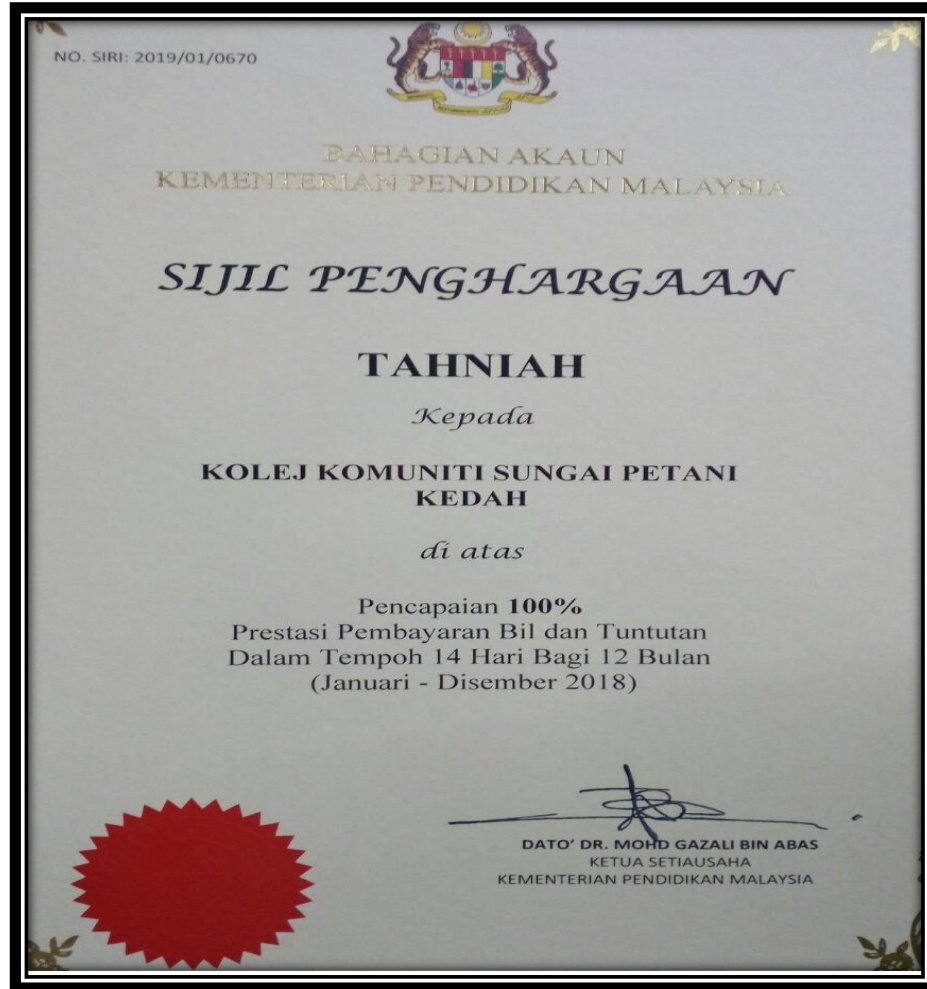 NO. SIRI: 2019/01/0670
BAHAGIAN AKAUN
KEMENTERIAN PENDIDIKAN MALAYSIA
SIJIL PENGHARGAAN
TAHNIAH
Kepada
KOLEJ KOMUNITI SUNGAI PETANI
KEDAH
di atas
Pencapaian 100%
Prestasi Pembayaran Bil dan Tuntutan
Dalam Tempoh 14 Hari Bagi 12 Bulan
(Januari - Disember 2018)
DATO' DR. MOHD GAZALI BIN ABAS
KETUA SETIAUSAHA
KEMENTERIAN PENDIDIKAN MALAYSIA